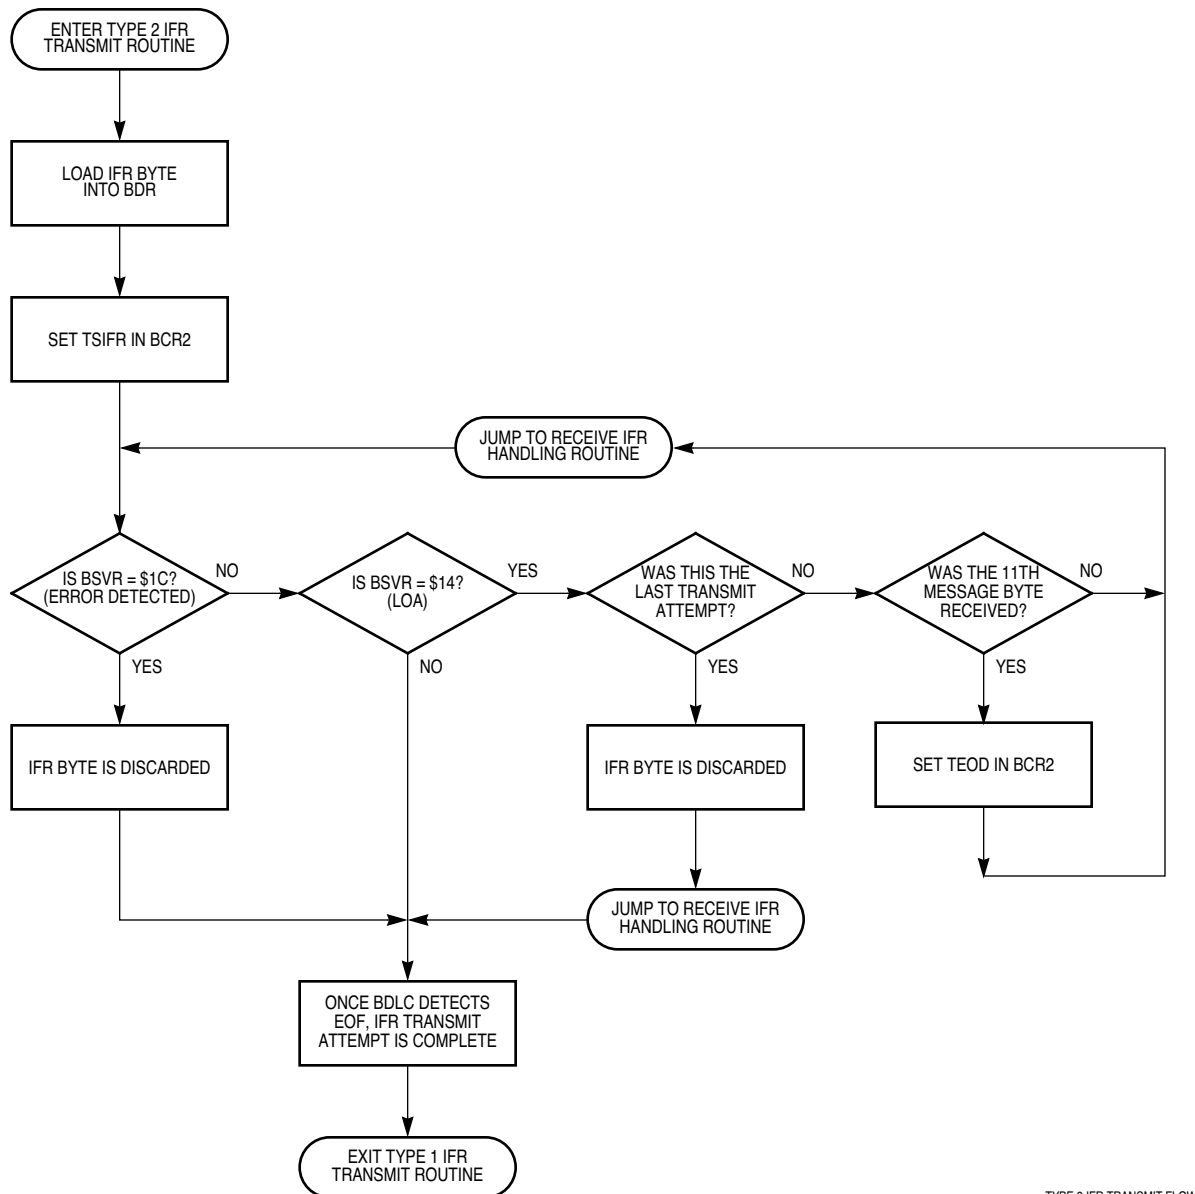 ENTER TYPE 2 IFR
TRANSMIT ROUTINE
LOAD IFR BYTE
INTO BDR
SET TSIFR IN BCR2
JUMP TO RECEIVE IFR
HANDLING ROUTINE
IS BSVR = $1C?
(ERROR DETECTED)
NO
YES
IS BSVR = $14?
(LOA)
YES
NO
WAS THIS THE
LAST TRANSMIT
ATTEMPT?
NO
YES
WAS THE 11TH
MESSAGE BYTE
RECEIVED?
NO
YES
IFR BYTE IS DISCARDED
IFR BYTE IS DISCARDED
SET TEOD IN BCR2
JUMP TO RECEIVE IFR
HANDLING ROUTINE
ONCE BDLC DETECTS
EOF, IFR TRANSMIT
ATTEMPT IS COMPLETE
EXIT TYPE 1 IFR
TRANSMIT ROUTINE